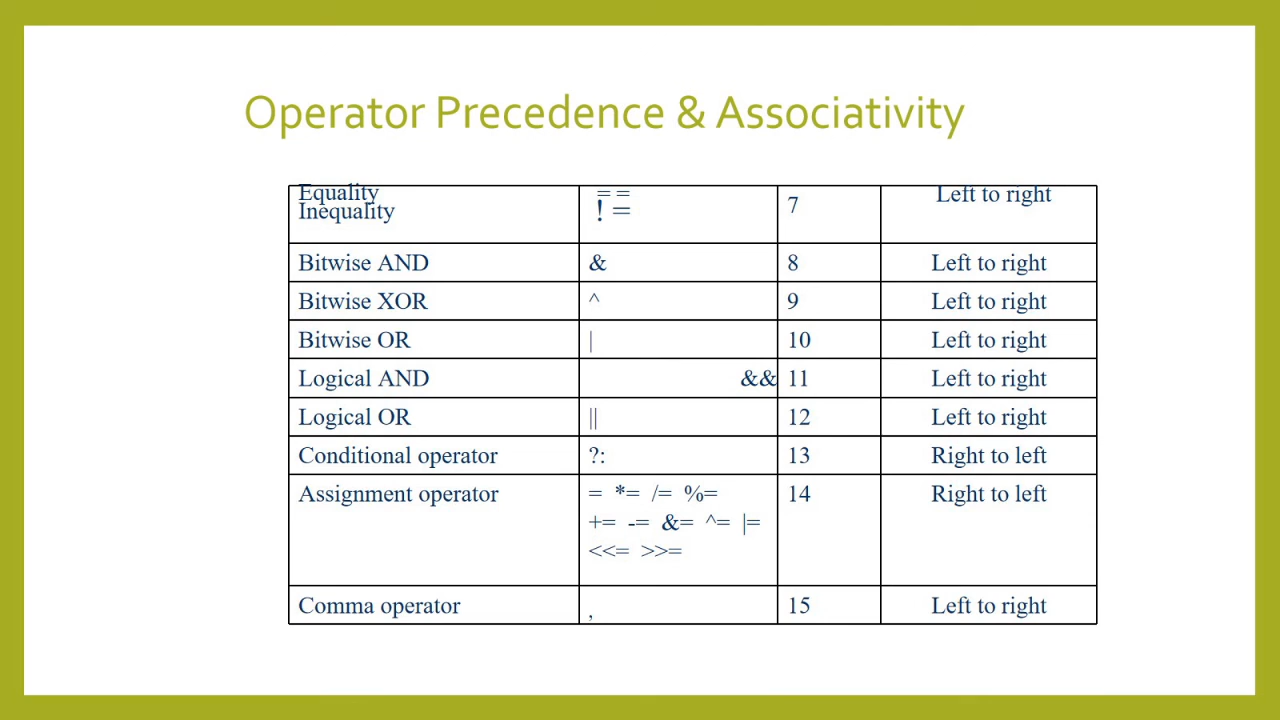 Operator Precedence & Associativity
Equality = = 7 Left to right
Inequality ! =
Bitwise AND & 8 Left to right
Bitwise XOR ^ 9 Left to right
Bitwise OR | 10 Left to right
Logical AND && 11 Left to right
Logical OR || 12 Left to right
Conditional operator ?: 13 Right to left
Assignment operator = *= /= %= 14 Right to left
+= -= &= ^= |=
<<= >>=
Comma operator , 15 Left to right